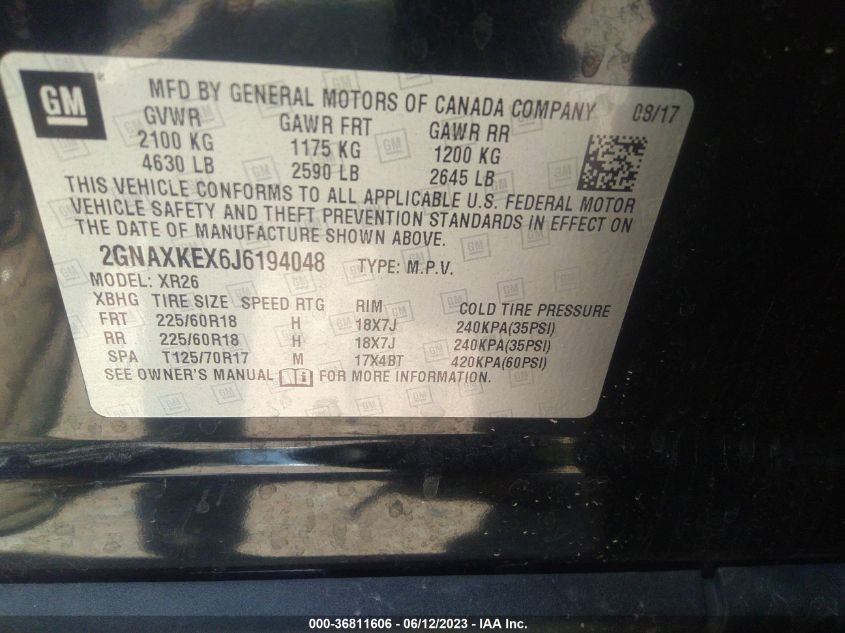 GM
MFD BY GENERAL MOTORS OF CANADA COMPANY 08/17
GVWR GAWR FRT GAWR RR
2100 KG 1175 KG 1200 KG
4630 LB 2590 LB 2645 LB
THIS VEHICLE CONFORMS TO ALL APPLICABLE U.S. FEDERAL MOTOR
VEHICLE SAFETY AND THEFT PREVENTION STANDARDS IN EFFECT ON
THE DATE OF MANUFACTURE SHOWN ABOVE.
2GNAXKEX6J6194048 TYPE: M.P.V.
MODEL: XR26
XBHG TIRE SIZE SPEED RTG RIM COLD TIRE PRESSURE
FRT 225/60R18 H 18X7J 240KPA(35PSI)
RR 225/60R18 H 18X7J 240KPA(35PSI)
SPA T125/70R17 M 17X4BT 420KPA(60PSI)
SEE OWNER'S MANUAL FOR MORE INFORMATION.
000-36811606 - 06/12/2023 - IAA Inc.